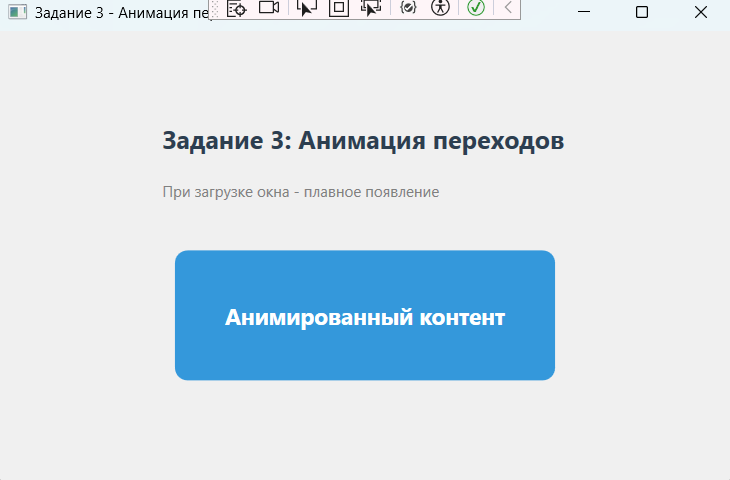 Задание 3 - Анимация пе
Задание 3: Анимация переходов
При загрузке окна - плавное появление
Анимированный контент